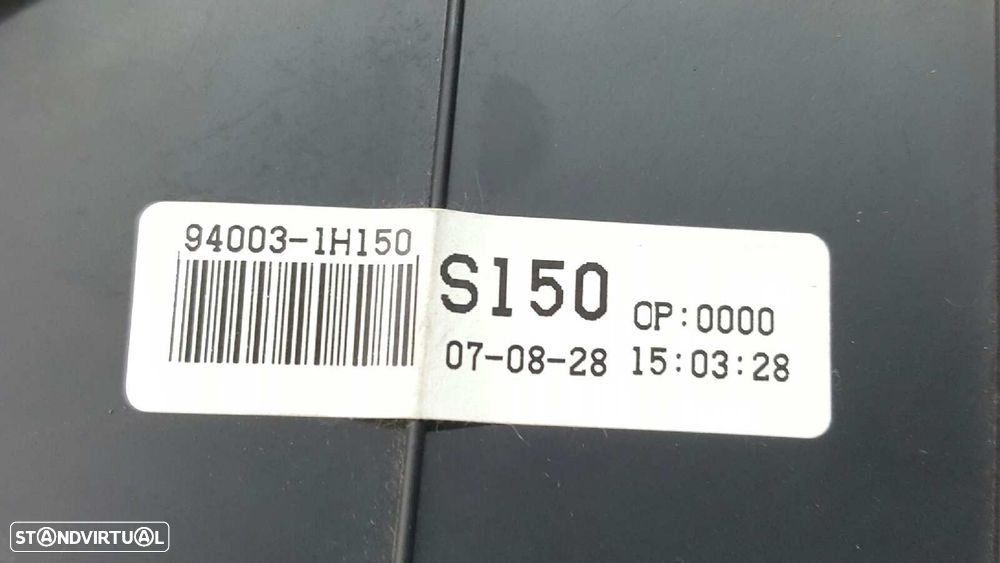 94003-1H150
S150 OP:0000
07-08-28 15:03:28
STANDVIRTUAL